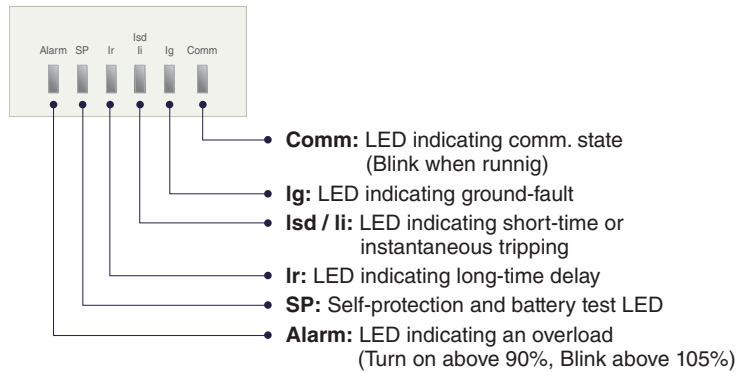 Isd
Alarm SP Ir Ii Ig Comm
Comm: LED indicating comm. state
(Blink when runnig)
Ig: LED indicating ground-fault
Isd / Ii: LED indicating short-time or
instantaneous tripping
Ir: LED indicating long-time delay
SP: Self-protection and battery test LED
Alarm: LED indicating an overload
(Turn on above 90%, Blink above 105%)